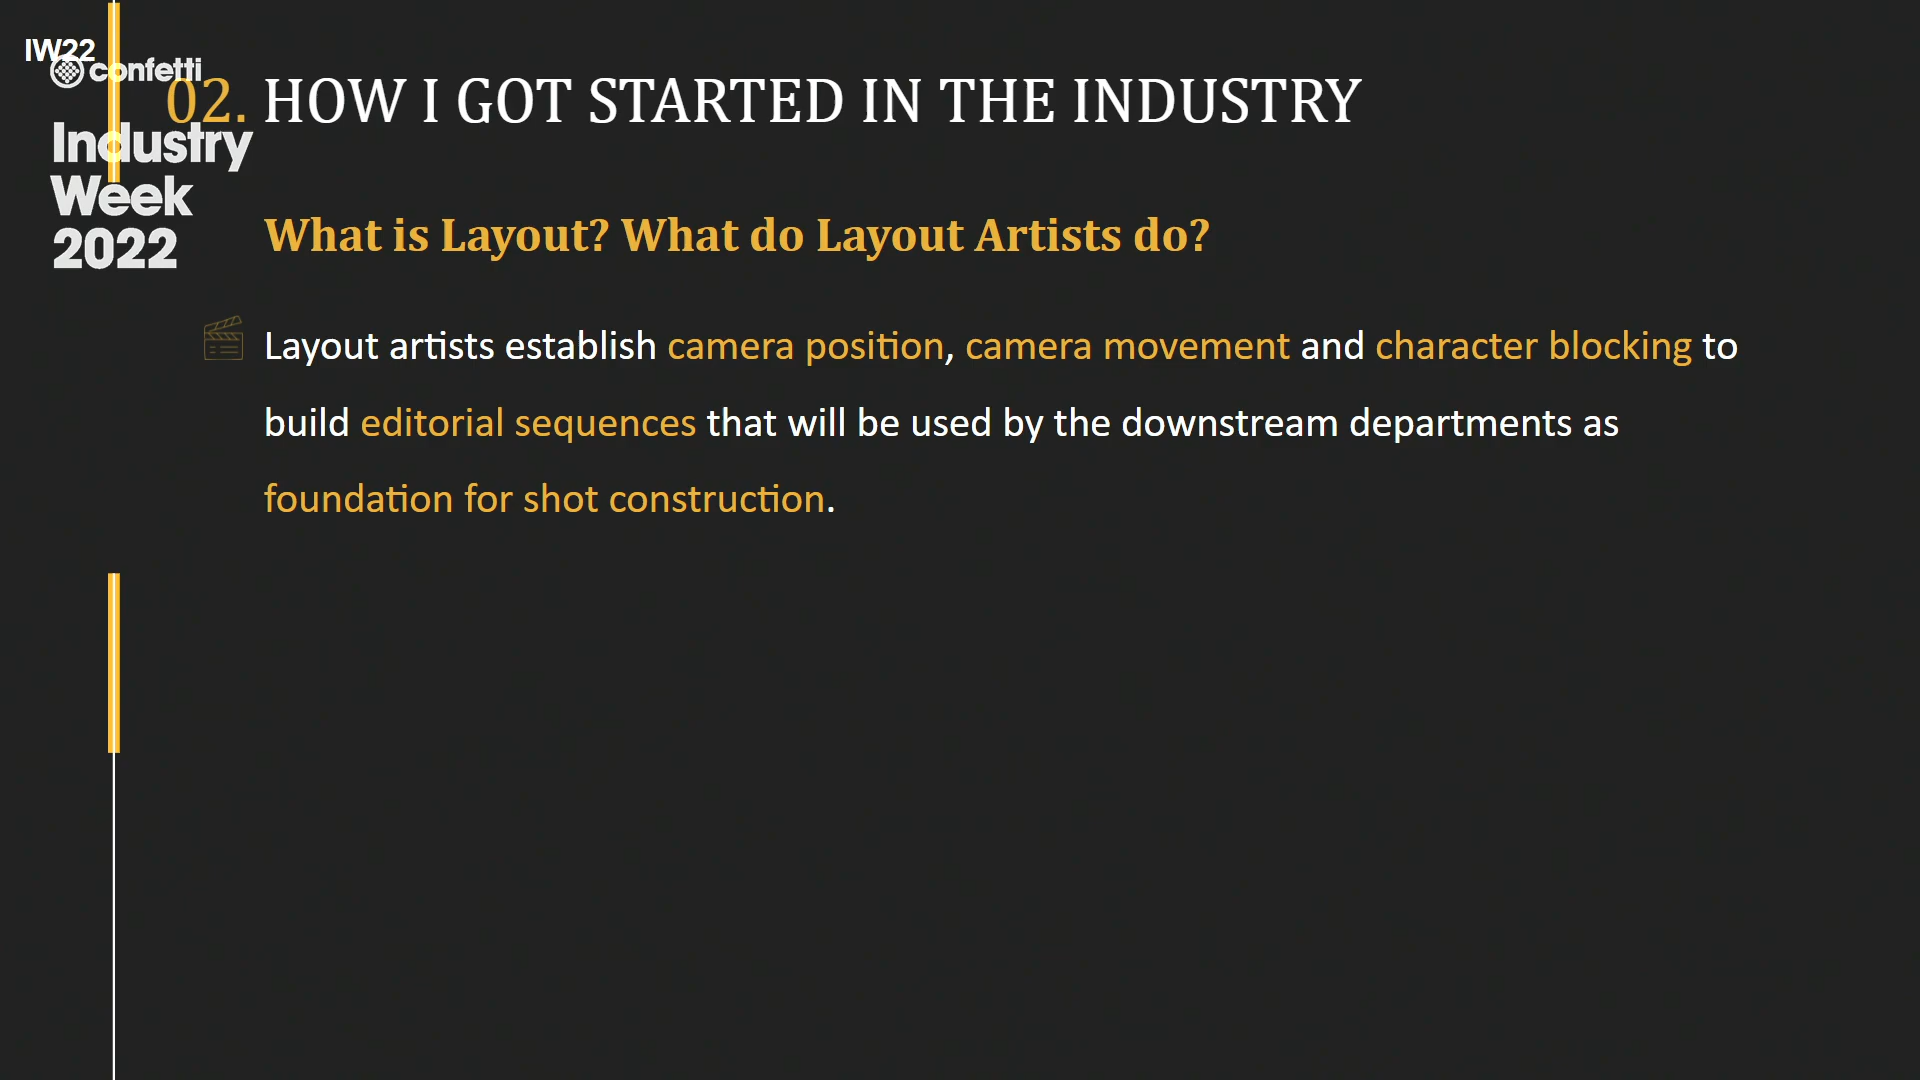 IW22
confetti
Industry
Week
2022
02. HOW I GOT STARTED IN THE INDUSTRY
What is Layout? What do Layout Artists do?
Layout artists establish camera position, camera movement and character blocking to
build editorial sequences that will be used by the downstream departments as
foundation for shot construction.